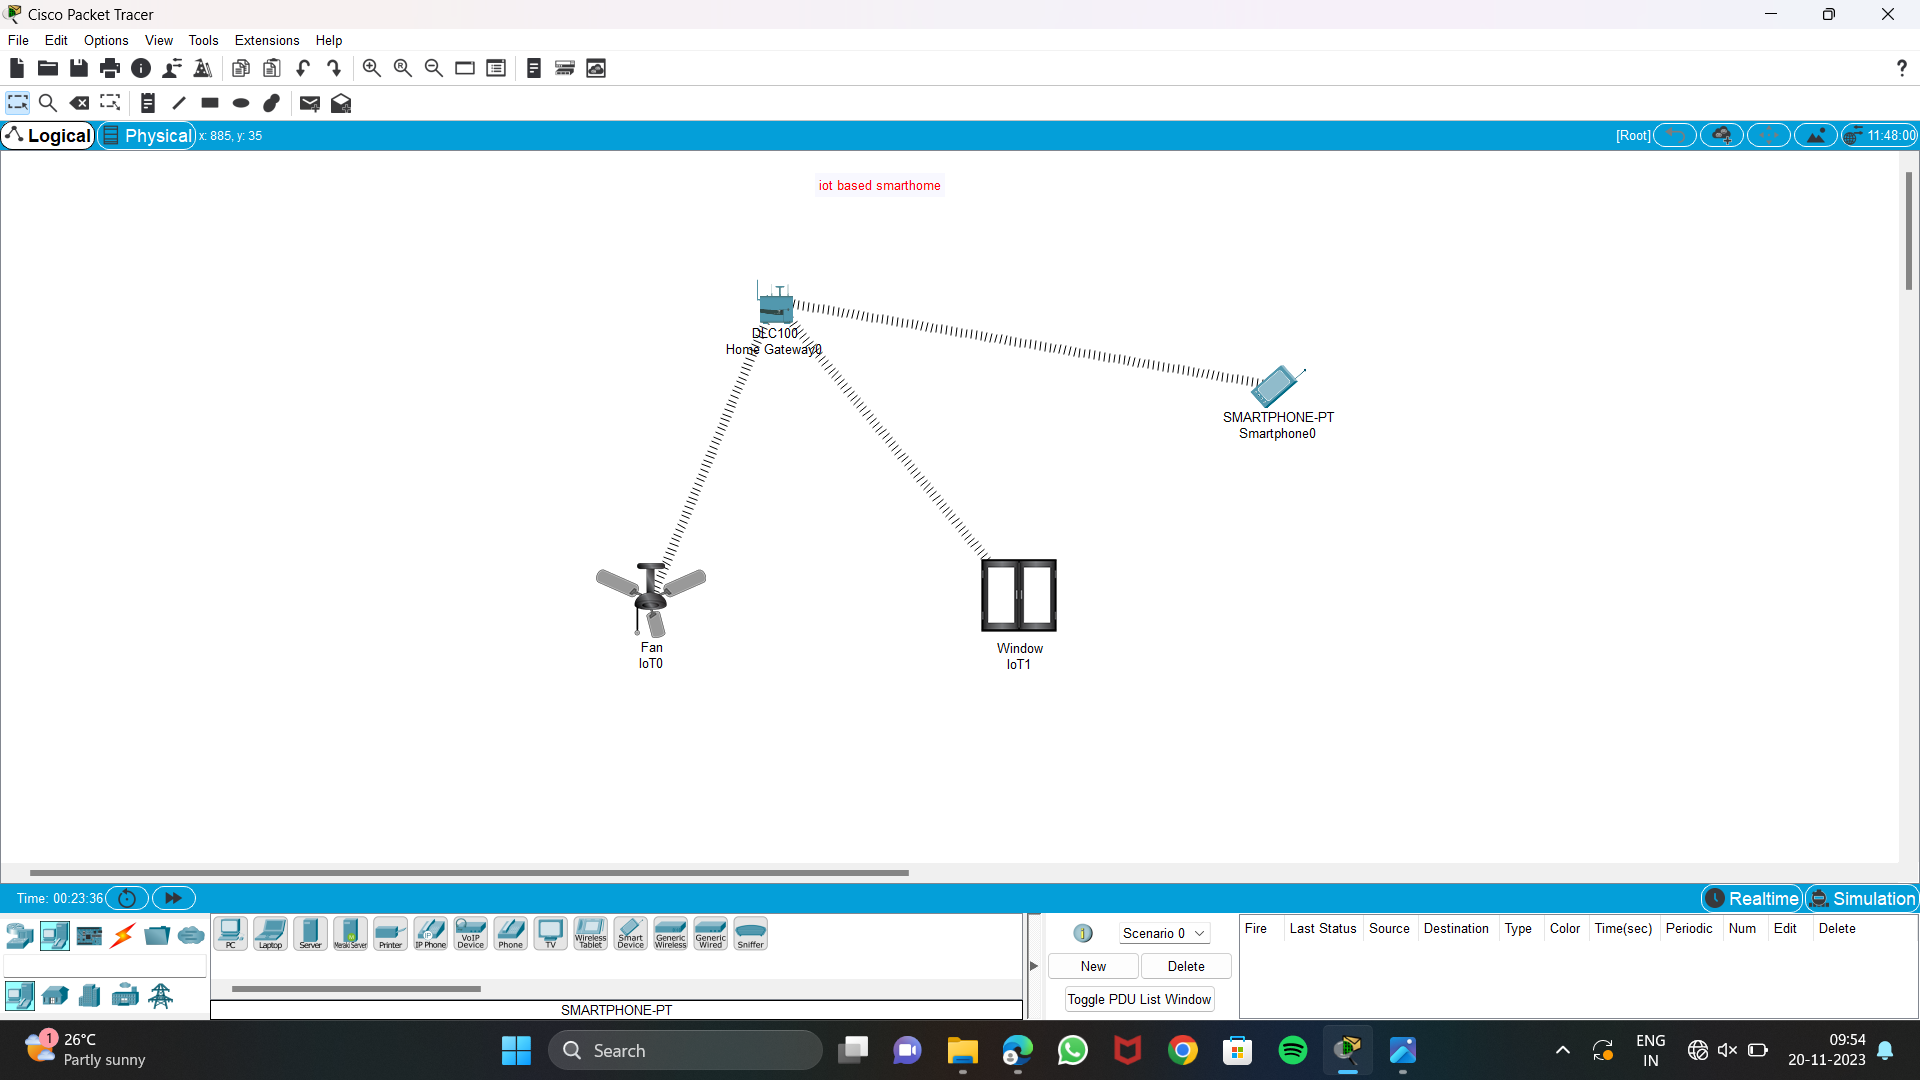 Cisco Packet Tracer
File Edit Options View Tools Extensions Help
?
Logical Physical x: 885, y: 35 [Root] 11:48:00
iot based smarthome
DLC100
Home Gateway0
SMARTPHONE-PT
Smartphone0
Fan
IoT0
Window
IoT1
Time: 00:23:36 Realtime Simulation
PC Laptop Server Meraki Server Printer IP Phone VoIP Device Phone TV Wireless Tablet Smart Device Generic Wireless Generic Wired Sniffer
SMARTPHONE-PT
1 Scenario 0
New Delete
Toggle PDU List Window
Fire Last Status Source Destination Type Color Time(sec) Periodic Num Edit Delete
1 26°C
Partly sunny
Search
ENG
IN
09:54
20-11-2023